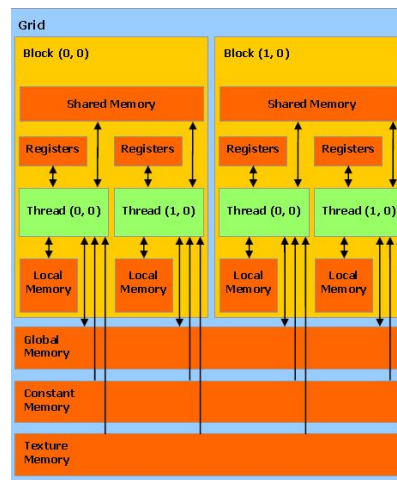 Grid
Block (0, 0)
Block (1, 0)
Shared Memory
Shared Memory
Registers
Registers
Registers
Registers
Thread (0, 0)
Thread (1, 0)
Thread (0, 0)
Thread (1, 0)
Local
Memory
Local
Memory
Local
Memory
Local
Memory
Global
Memory
Constant
Memory
Texture
Memory